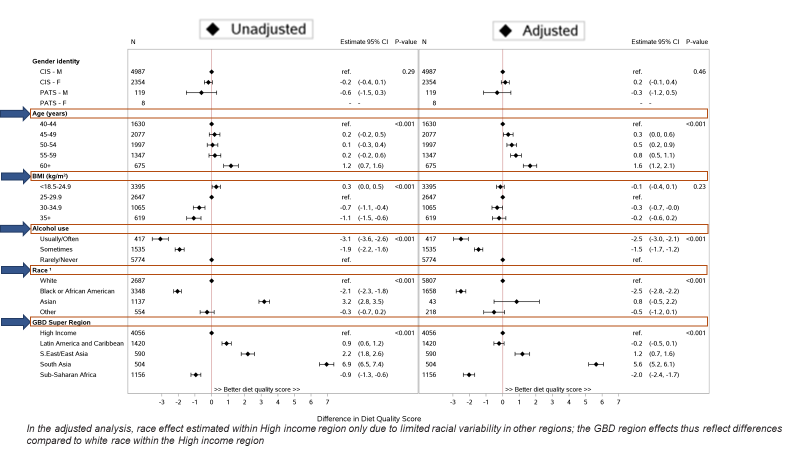 Unadjusted Adjusted
N Estimate 95% CI P-value N Estimate 95% CI P-value
Gender Identity
CIS - M 4987 ref. 0.29 4987 ref. 0.46
CIS - F 2354 -0.2 (-0.4, 0.1) 2354 0.2 (-0.1, 0.4)
PATS - M 119 -0.6 (-1.5, 0.3) 119 -0.3 (-1.2, 0.5)
PATS - F 8 - - 8 - -
Age (years)
40-44 1630 ref. <0.001 1630 ref. <0.001
45-49 2077 0.2 (-0.2, 0.5) 2077 0.3 (0.0, 0.6)
50-54 1997 0.1 (-0.3, 0.4) 1997 0.5 (0.2, 0.9)
55-59 1347 0.2 (-0.2, 0.6) 1347 0.8 (0.5, 1.1)
60+ 675 1.2 (0.7, 1.6) 675 1.6 (1.2, 2.1)
BMI (kg/m²)
<18.5-24.9 3395 0.3 (0.0, 0.5) <0.001 3395 -0.1 (-0.4, 0.1) 0.23
25-29.9 2647 ref. 2647 ref.
30-34.9 1065 -0.7 (-1.1, -0.4) 1065 -0.3 (-0.7, -0.0)
35+ 619 -1.1 (-1.5, -0.6) 619 -0.2 (-0.6, 0.2)
Alcohol use
Usually/Often 417 -3.1 (-3.6, -2.6) <0.001 417 -2.5 (-3.0, -2.1) <0.001
Sometimes 1535 -1.9 (-2.2, -1.6) 1535 -1.5 (-1.7, -1.2)
Rarely/Never 5774 ref. 5774 ref.
Race ¹
White 2687 ref. <0.001 5807 ref. <0.001
Black or African American 3348 -2.1 (-2.3, -1.8) 1658 -2.5 (-2.8, -2.2)
Asian 1137 3.2 (2.8, 3.5) 43 0.8 (-0.5, 2.2)
Other 554 -0.3 (-0.7, 0.2) 218 -0.5 (-1.2, 0.1)
GBD Super Region
High Income 4056 ref. <0.001 4056 ref. <0.001
Latin America and Caribbean 1420 0.9 (0.6, 1.2) 1420 -0.2 (-0.5, 0.1)
S.East/East Asia 590 2.2 (1.8, 2.6) 590 1.2 (0.7, 1.6)
South Asia 504 6.9 (6.5, 7.4) 504 5.6 (5.2, 6.1)
Sub-Saharan Africa 1156 -0.9 (-1.3, -0.6) 1156 -2.0 (-2.4, -1.7)
>> Better diet quality score >> >> Better diet quality score >>
-3 -2 -1 0 1 2 3 4 5 6 7 -3 -2 -1 0 1 2 3 4 5 6 7
Difference in Diet Quality Score
In the adjusted analysis, race effect estimated within High income region only due to limited racial variability in other regions; the GBD region effects thus reflect differences
compared to white race within the High income region